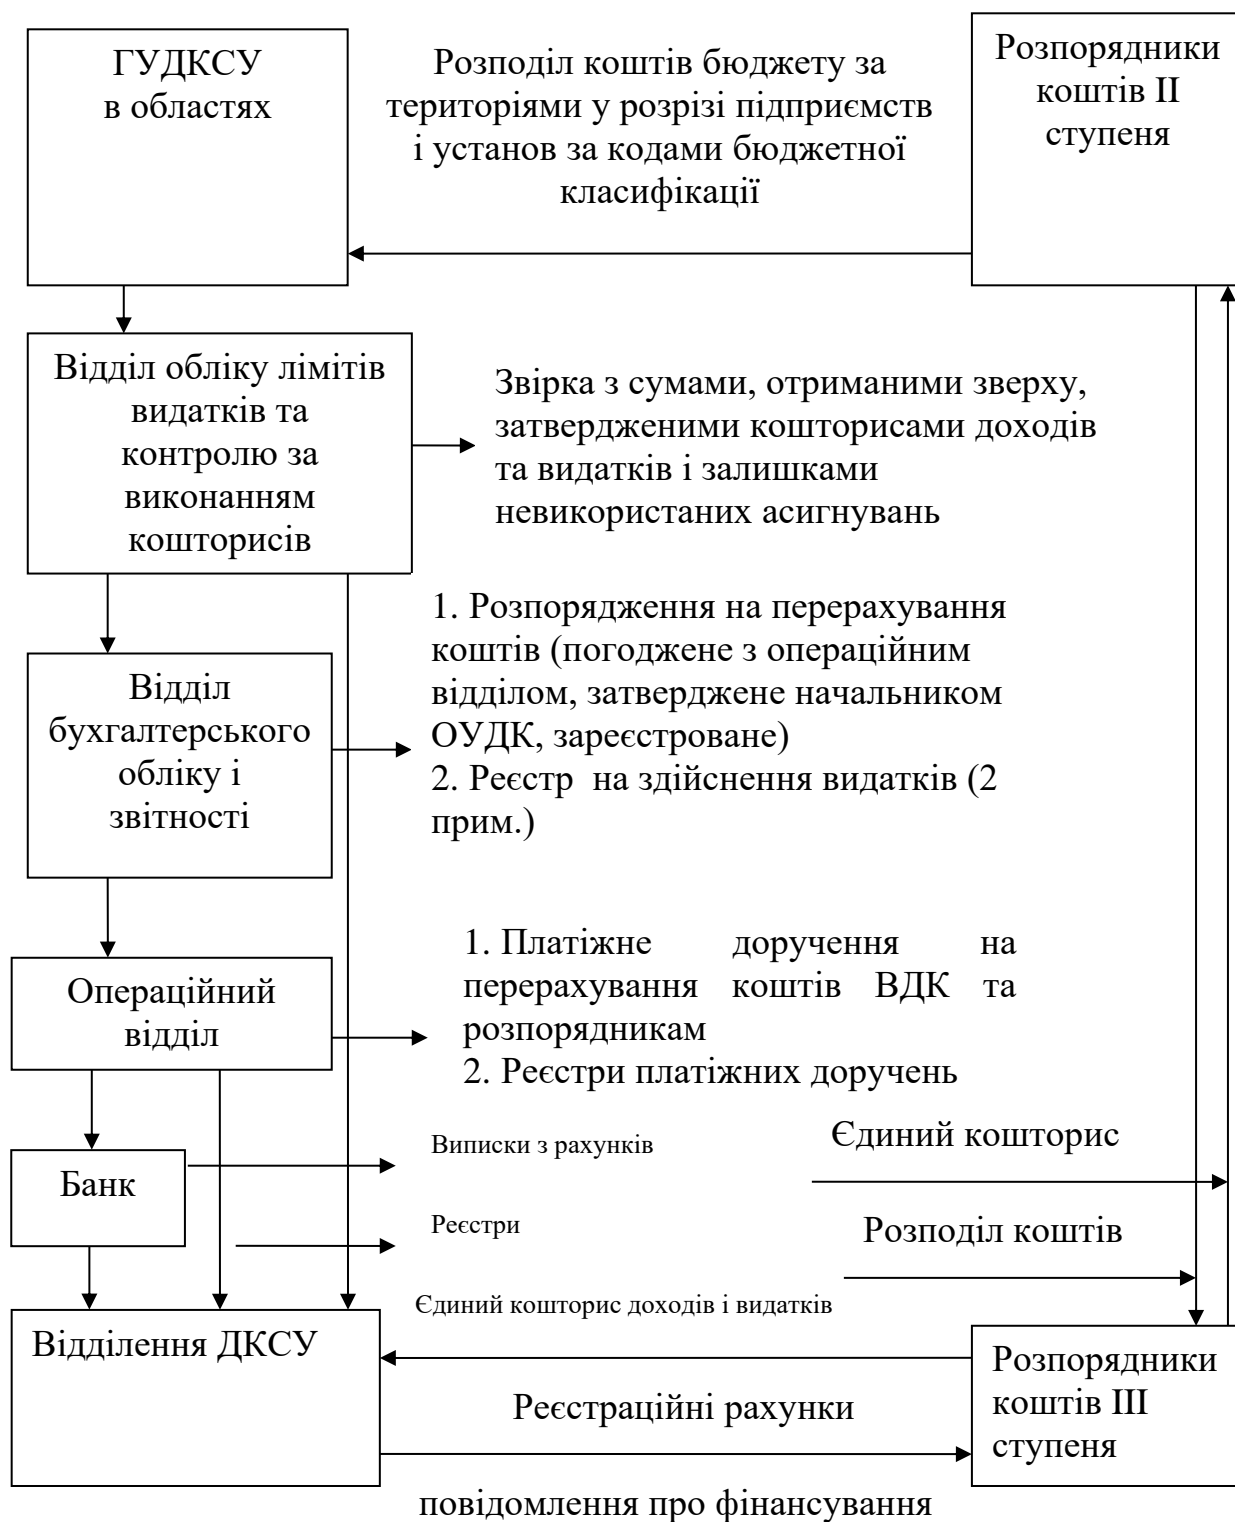 ГУДКСУ
в областях
Розподіл коштів бюджету за
територіями у розрізі підприємств
і установ за кодами бюджетної
класифікації
Розпорядники
коштів ІІ
ступеня
Відділ обліку лімітів
видатків та
контролю за
виконанням
кошторисів
Звірка з сумами, отриманими зверху,
затвердженими кошторисами доходів
та видатків і залишками
невикористаних асигнувань
Відділ
бухгалтерського
обліку і
звітності
1. Розпорядження на перерахування
коштів (погоджене з операційним
відділом, затверджене начальником
ОУДК, зареєстроване)
2. Реєстр на здійснення видатків (2
прим.)
Операційний
відділ
1. Платіжне доручення на
перерахування коштів ВДК та
розпорядникам
2. Реєстри платіжних доручень
Банк
Виписки з рахунків
Єдиний кошторис
Реєстри
Розподіл коштів
Єдиний кошторис доходів і видатків
Відділення ДКСУ
Реєстраційні рахунки
Розпорядники
коштів ІІІ
ступеня
повідомлення про фінансування